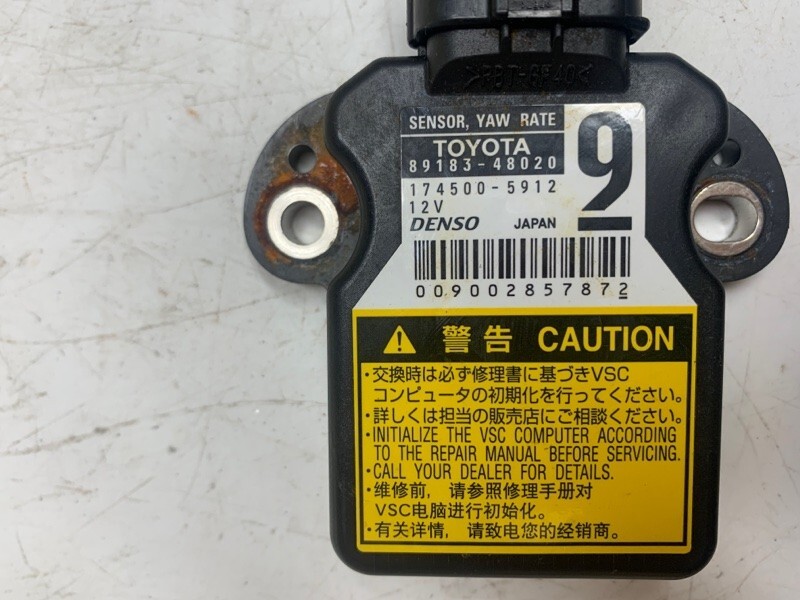 >PBT-GF40<
SENSOR, YAW RATE
TOYOTA
89183-48020
174500-5912
12V
DENSO JAPAN
9
009002857872
警告 CAUTION
・交換時は必ず修理書に基づきVSC
コンピュータの初期化を行ってください。
・詳しくは担当の販売店にご相談ください。
・INITIALIZE THE VSC COMPUTER ACCORDING
TO THE REPAIR MANUAL BEFORE SERVICING.
・CALL YOUR DEALER FOR DETAILS.
・维修前，请参照修理手册对
VSC电脑进行初始化。
・有关详情，请致电您的经销商。